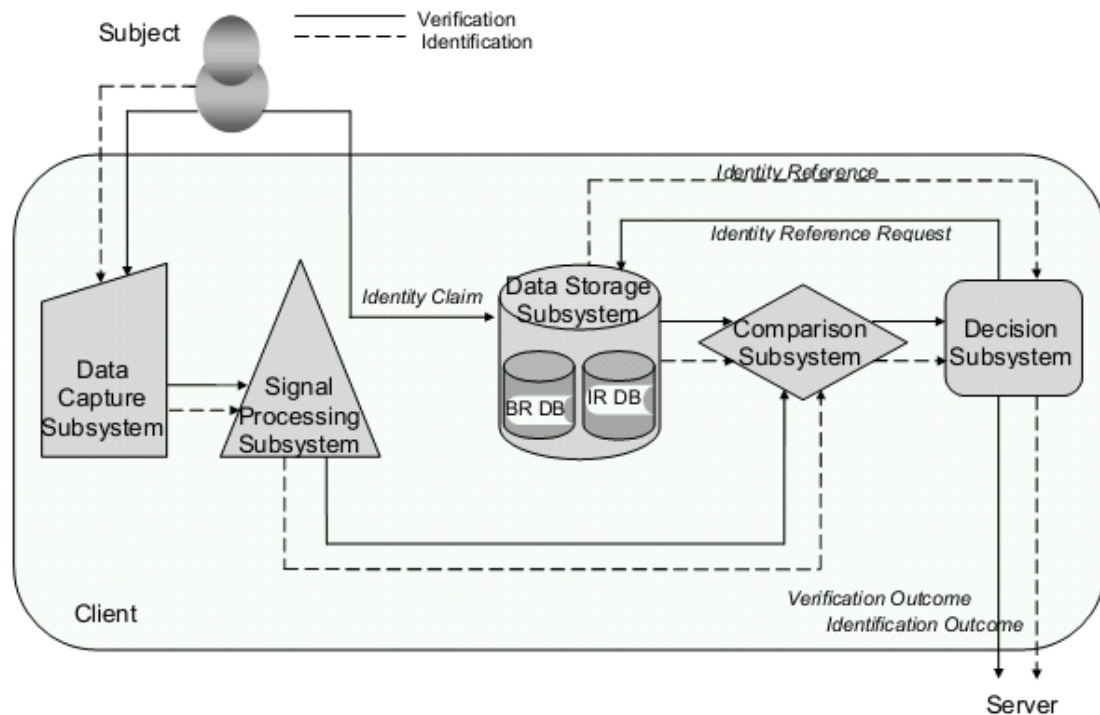 Subject
Verification
Identification
Identity Reference
Identity Reference Request
Identity Claim
Data Storage
Subsystem
BR DB
IR DB
Comparison
Subsystem
Decision
Subsystem
Data
Capture
Subsystem
Signal
Processing
Subsystem
Client
Verification Outcome
Identification Outcome
Server